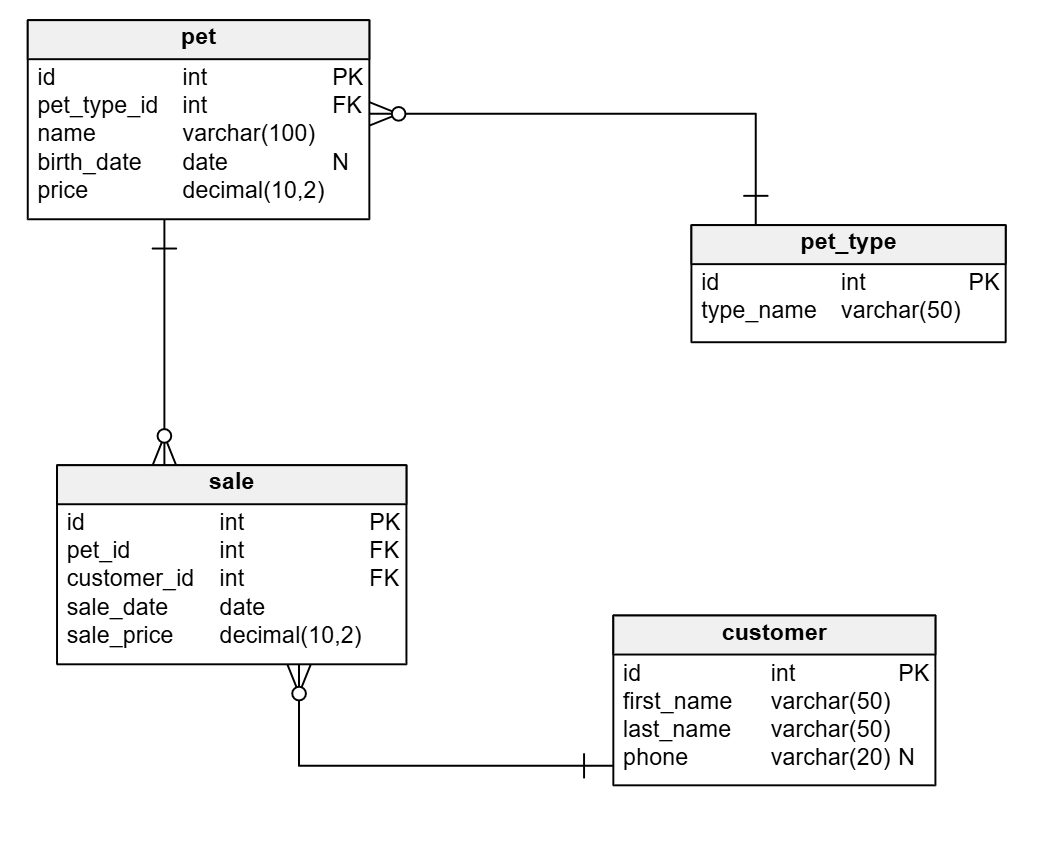 pet
id int PK
pet_type_id int FK
name varchar(100)
birth_date date N
price decimal(10,2)
pet_type
id int PK
type_name varchar(50)
sale
id int PK
pet_id int FK
customer_id int FK
sale_date date
sale_price decimal(10,2)
customer
id int PK
first_name varchar(50)
last_name varchar(50)
phone varchar(20) N